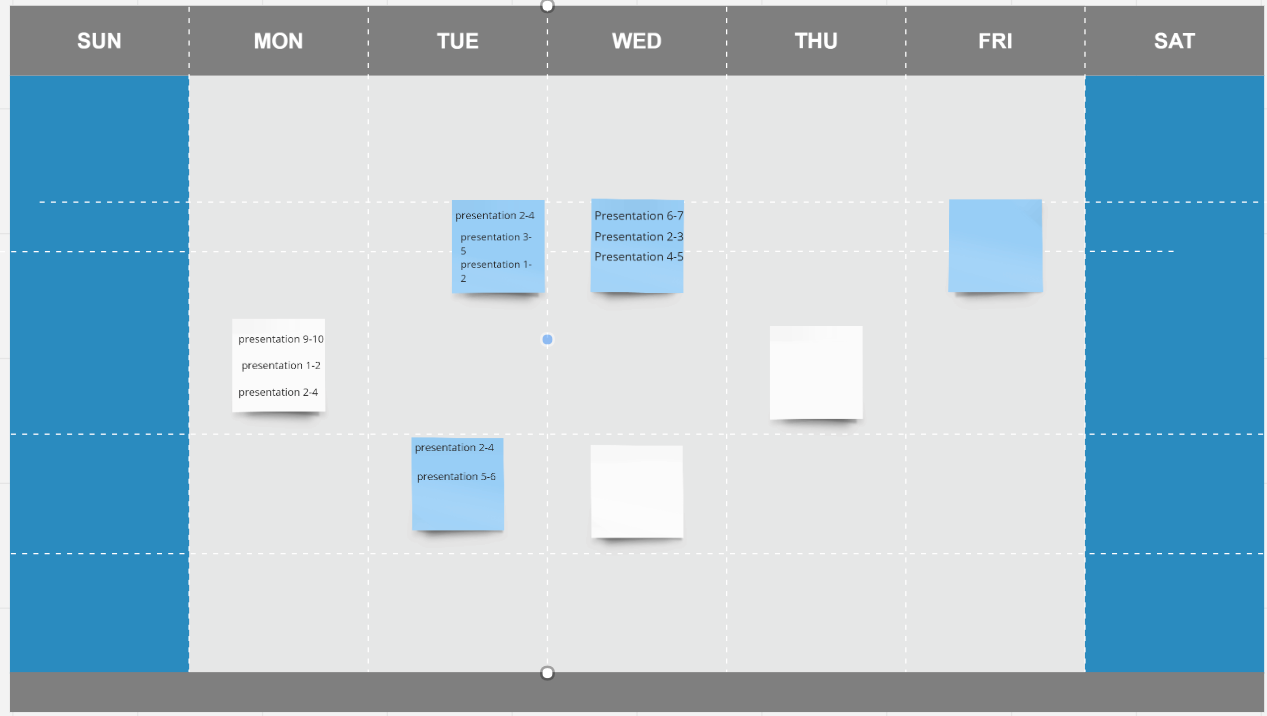 SUN MON TUE WED THU FRI SAT
presentation 2-4
presentation 3-
5
presentation 1-
2
Presentation 6-7
Presentation 2-3
Presentation 4-5
presentation 9-10
presentation 1-2
presentation 2-4
presentation 2-4
presentation 5-6